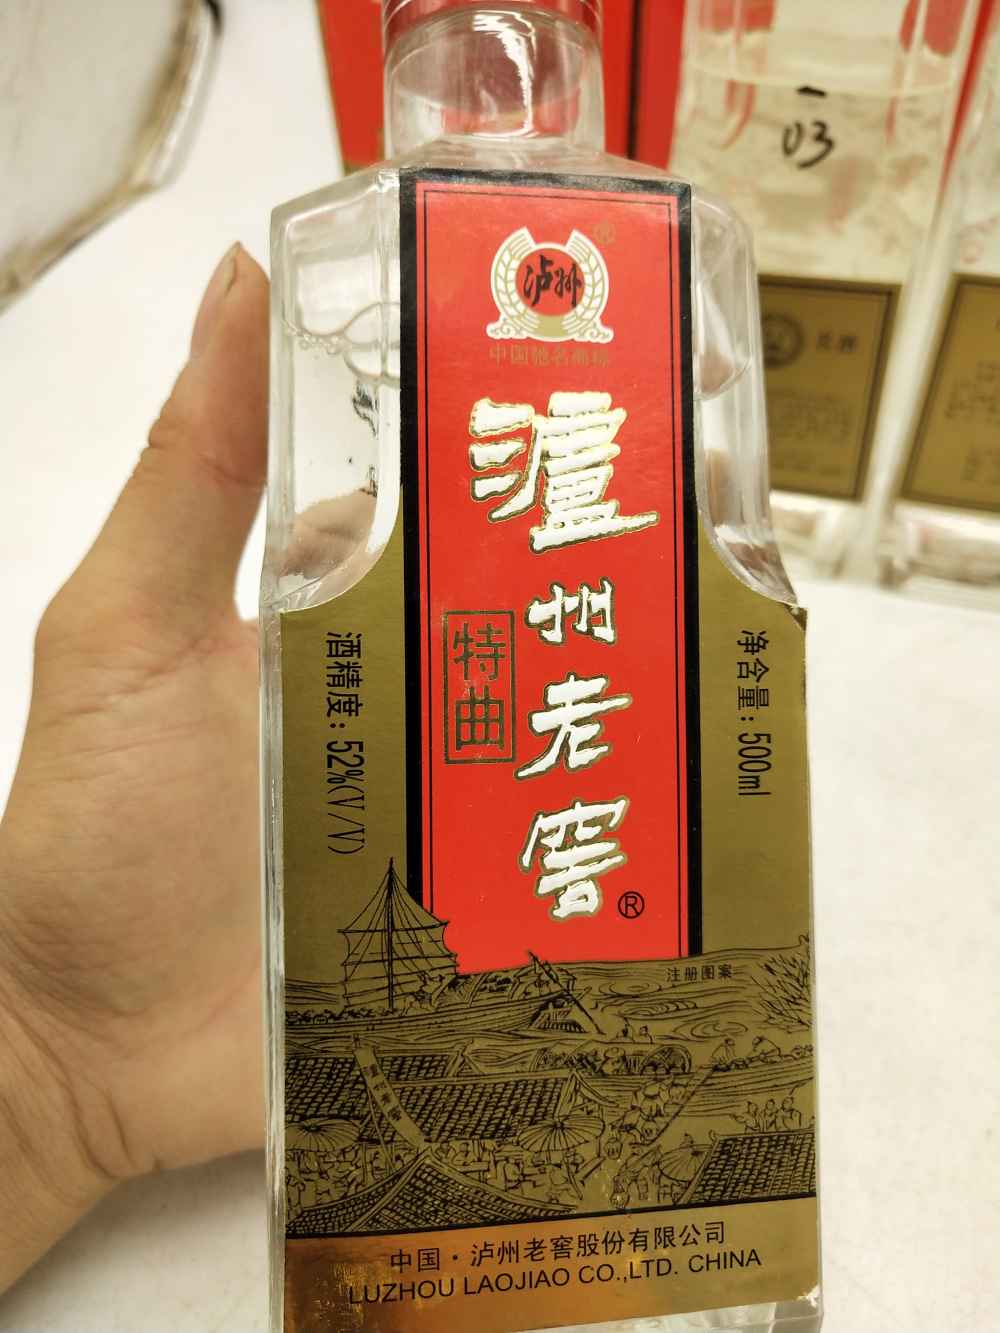 03
泸州
中国驰名商标
瀘州老窖®
特曲
酒精度：52%(V/V)
净含量：500ml
注册图案
中国·泸州老窖股份有限公司
LUZHOU LAOJIAO CO.,LTD. CHINA